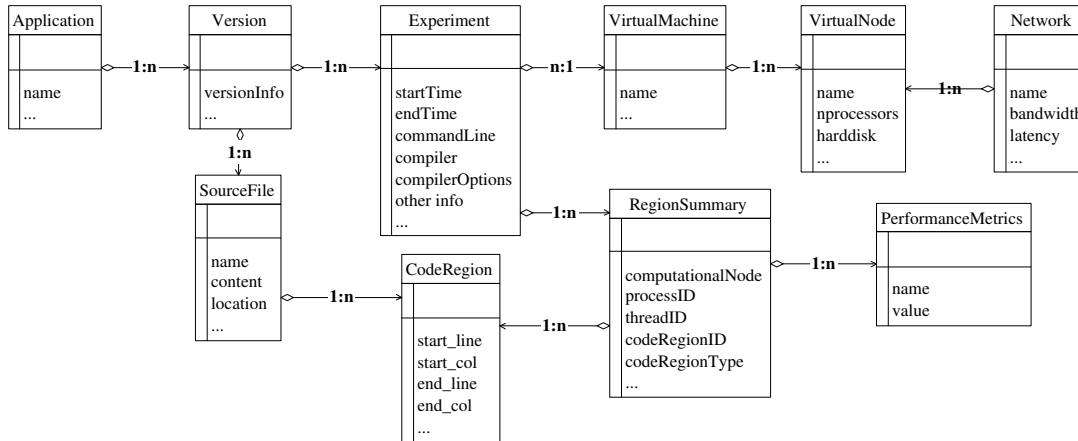 Application
name
...
1:n
Version
versionInfo
...
1:n
Experiment
startTime
endTime
commandLine
compiler
compilerOptions
other info
...
n:1
VirtualMachine
name
...
1:n
VirtualNode
name
nprocessors
harddisk
...
1:n
Network
name
bandwidth
latency
...
1:n
SourceFile
name
content
location
...
1:n
CodeRegion
start_line
start_col
end_line
end_col
...
1:n
RegionSummary
computationalNode
processID
threadID
codeRegionID
codeRegionType
...
1:n
1:n
PerformanceMetrics
name
value